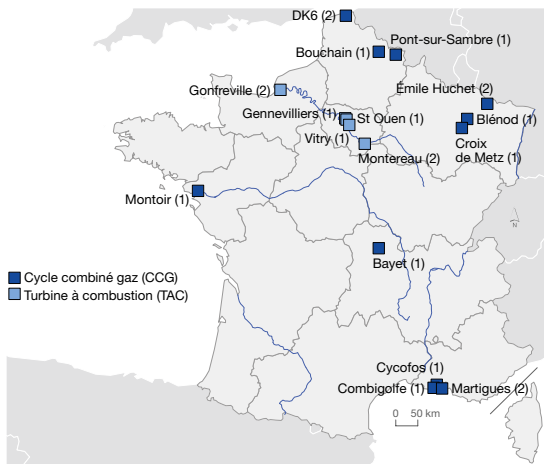 DK6 (2)
Pont-sur-Sambre (1)
Bouchain (1)
Émile Huchet (2)
Gonfreville (2)
Gennevilliers (1)
St Ouen (1)
Blénod (1)
Vitry (1)
Croix
de Metz (1)
Montereau (2)
Montoir (1)
Bayet (1)
Cycle combiné gaz (CCG)
Turbine à combustion (TAC)
Cycofos (1)
Combigolfe (1)
Martigues (2)
0 50 km